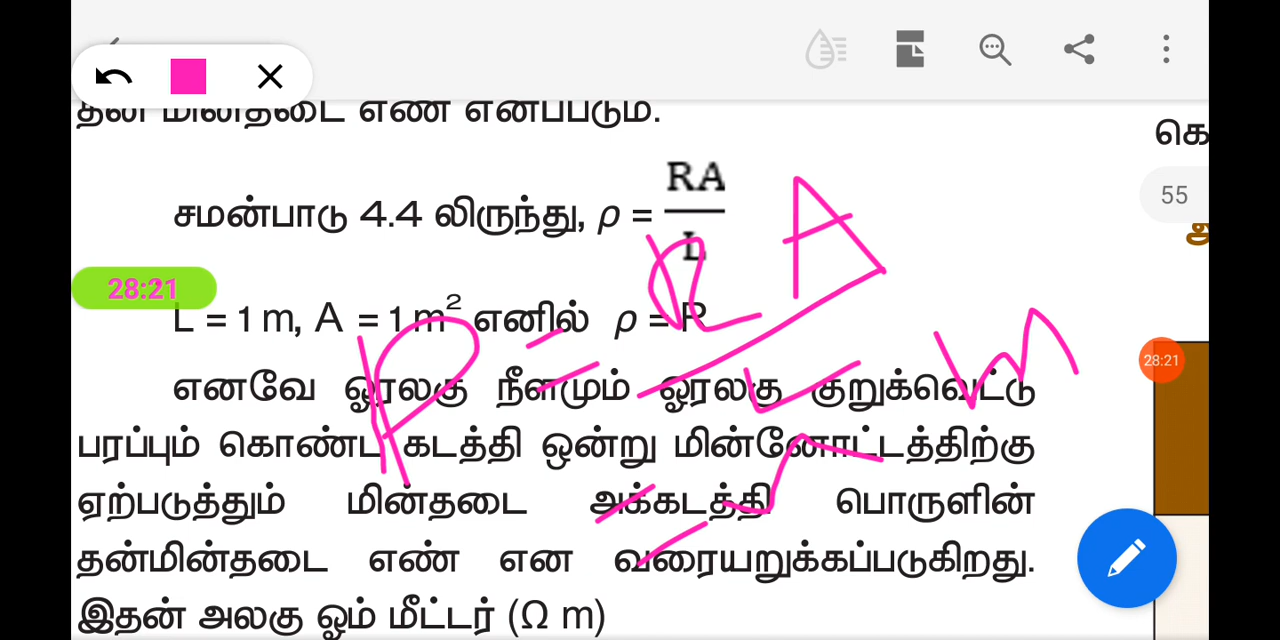 தன் மின்தடை எண் எனப்படும்.
கெ
55
RA
சமன்பாடு 4.4 லிருந்து, ρ =
L
28:21
R A
L = 1 m, A = 1 m² எனில் ρ = R
28:21
ρ = L m
எனவே ஓரலகு நீளமும் ஓரலகு குறுக்வெட்டு
பரப்பும் கொண்ட கடத்தி ஒன்று மின்னோட்டத்திற்கு
ஏற்படுத்தும் மின்தடை அக்கடத்தி பொருளின்
தன்மின்தடை எண் என வரையறுக்கப்படுகிறது.
இதன் அலகு ஓம் மீட்டர் (Ω m)